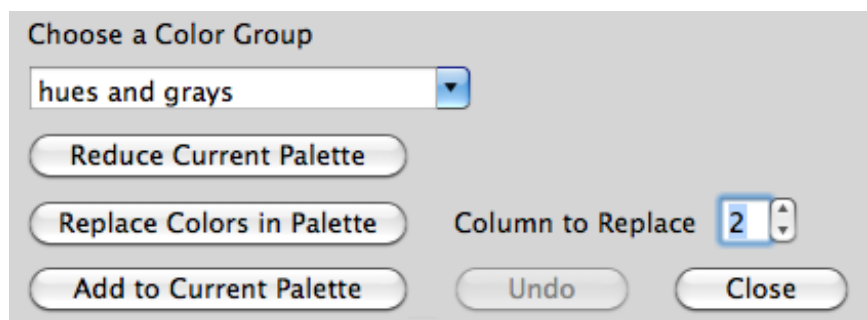 Choose a Color Group
hues and grays
Reduce Current Palette
Replace Colors in Palette Column to Replace 2
Add to Current Palette Undo Close